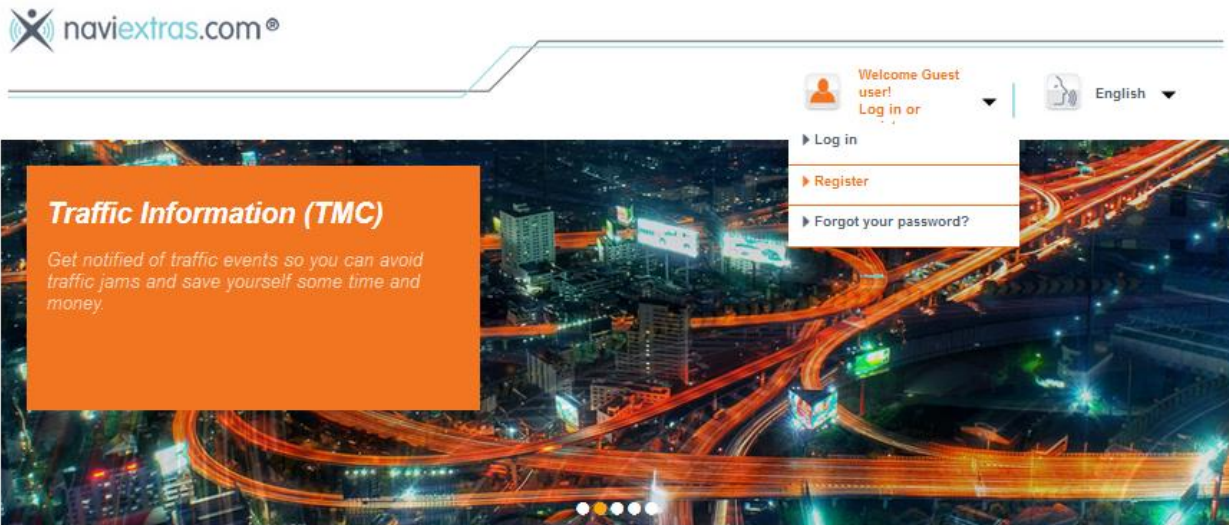 naviextras.com®
Welcome Guest
user!
Log in or
English
Log in
Register
Forgot your password?
Traffic Information (TMC)
Get notified of traffic events so you can avoid
traffic jams and save yourself some time and
money.